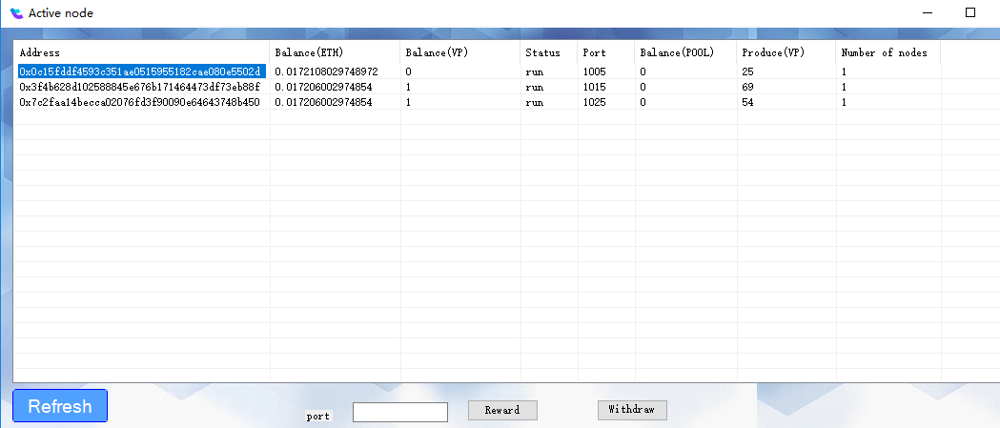 Active node
Address Balance(ETH) Balance(VP) Status Port Balance(POOL) Produce(VP) Number of nodes
0x0c15fddf4593c351ae0515955182cae080e5502d 0.0172108029748972 0 run 1005 0 25 1
0x3f4b628d102588845e676b171464473df73eb88f 0.017206002974854 1 run 1015 0 69 1
0x7c2faa14becca02076fd3f90090e64643748b450 0.017206002974854 1 run 1025 0 54 1
Refresh port Reward Withdraw